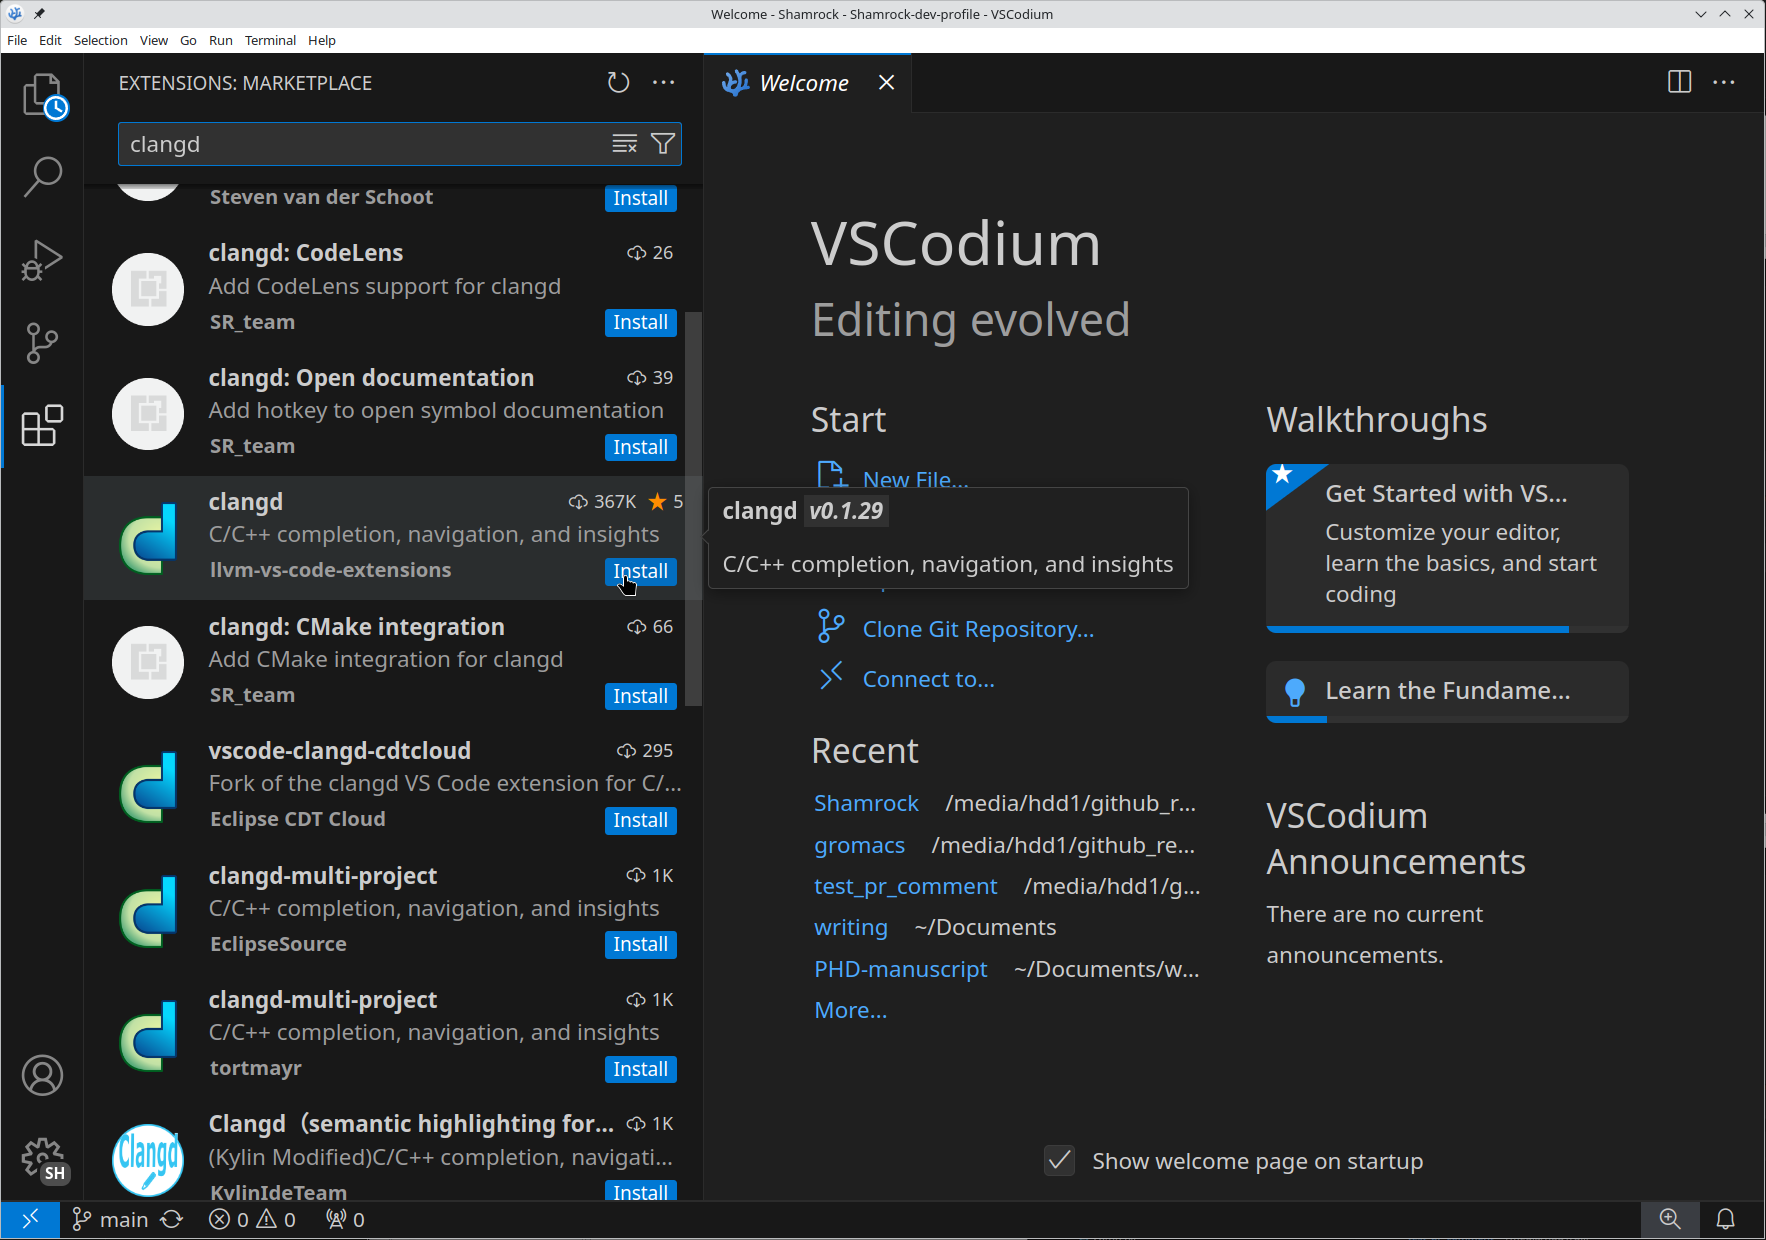 Welcome - Shamrock - Shamrock-dev-profile - VSCodium
File Edit Selection View Go Run Terminal Help
EXTENSIONS: MARKETPLACE
Welcome
clangd
Steven van der Schoot
Install
clangd: CodeLens 26
Add CodeLens support for clangd
SR_team Install
clangd: Open documentation 39
Add hotkey to open symbol documentation
SR_team Install
clangd 367K 5
C/C++ completion, navigation, and insights
llvm-vs-code-extensions Install
clangd: CMake integration 66
Add CMake integration for clangd
SR_team Install
vscode-clangd-cdtcloud 295
Fork of the clangd VS Code extension for C/...
Eclipse CDT Cloud Install
clangd-multi-project 1K
C/C++ completion, navigation, and insights
EclipseSource Install
clangd-multi-project 1K
C/C++ completion, navigation, and insights
tortmayr Install
Clangd（semantic highlighting for... 1K
(Kylin Modified)C/C++ completion, navigati...
KylinIdeTeam Install
Clangd
SH
VSCodium
Editing evolved
Start
New File...
clangd v0.1.29
C/C++ completion, navigation, and insights
Clone Git Repository...
Connect to...
Recent
Shamrock /media/hdd1/github_r...
gromacs /media/hdd1/github_re...
test_pr_comment /media/hdd1/g...
writing ~/Documents
PHD-manuscript ~/Documents/w...
More...
Walkthroughs
Get Started with VS...
Customize your editor,
learn the basics, and start
coding
Learn the Fundame...
VSCodium
Announcements
There are no current
announcements.
Show welcome page on startup
main 0 0 0